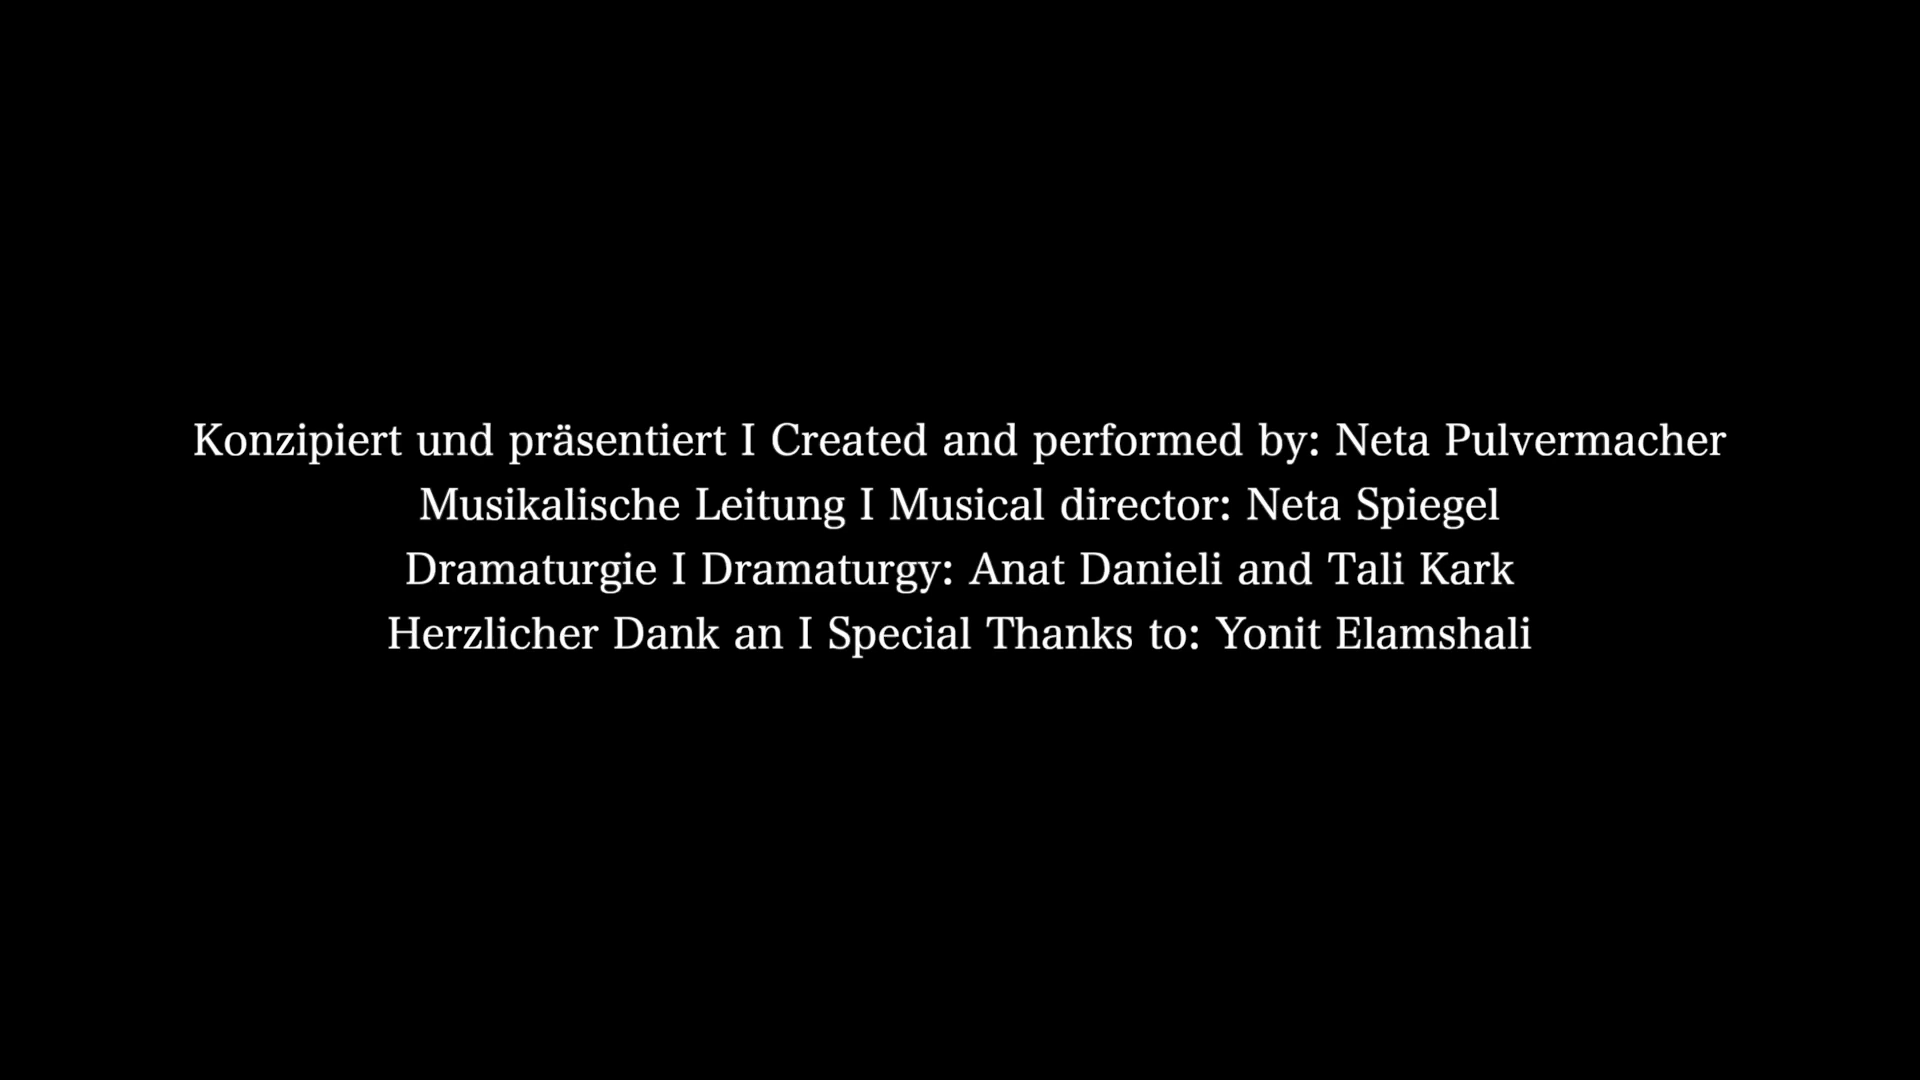 Konzipiert und präsentiert I Created and performed by: Neta Pulvermacher
Musikalische Leitung I Musical director: Neta Spiegel
Dramaturgie I Dramaturgy: Anat Danieli and Tali Kark
Herzlicher Dank an I Special Thanks to: Yonit Elamshali